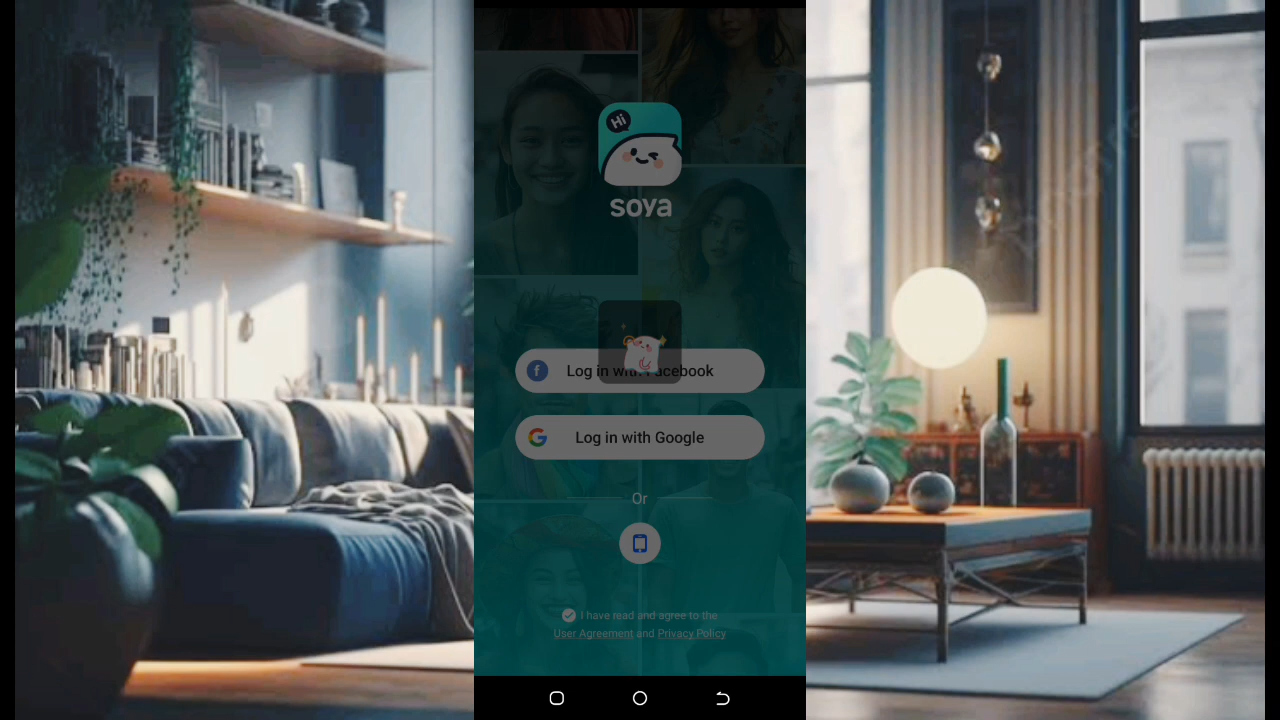 Hi
soya
Log in with Facebook
Log in with Google
Or
I have read and agree to the
User Agreement and Privacy Policy